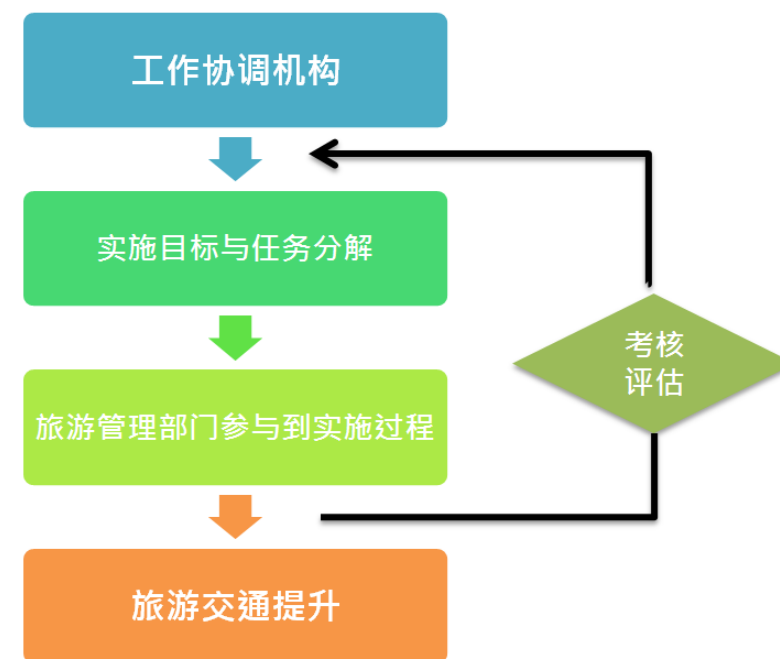 工作协调机构
实施目标与任务分解
考核
评估
旅游管理部门参与到实施过程
旅游交通提升